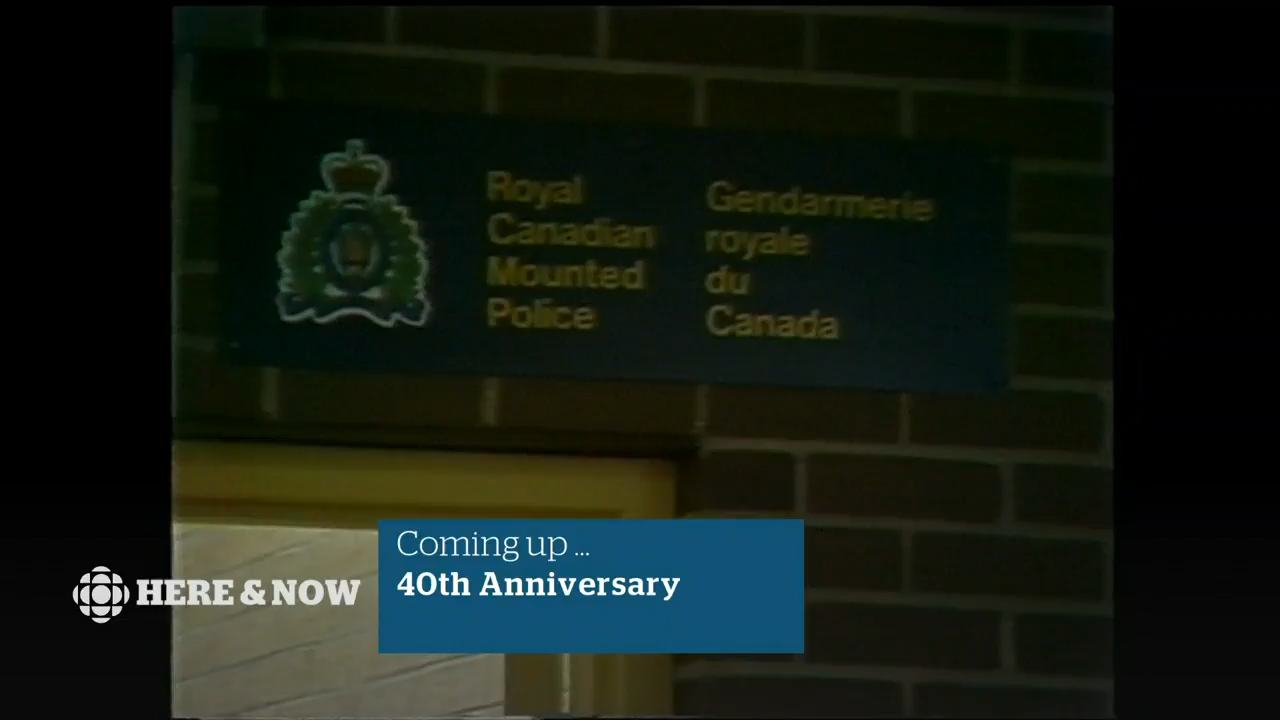 Royal
Canadian
Mounted
Police
Gendarmerie
royale
du
Canada
Coming up ...
40th Anniversary
HERE & NOW